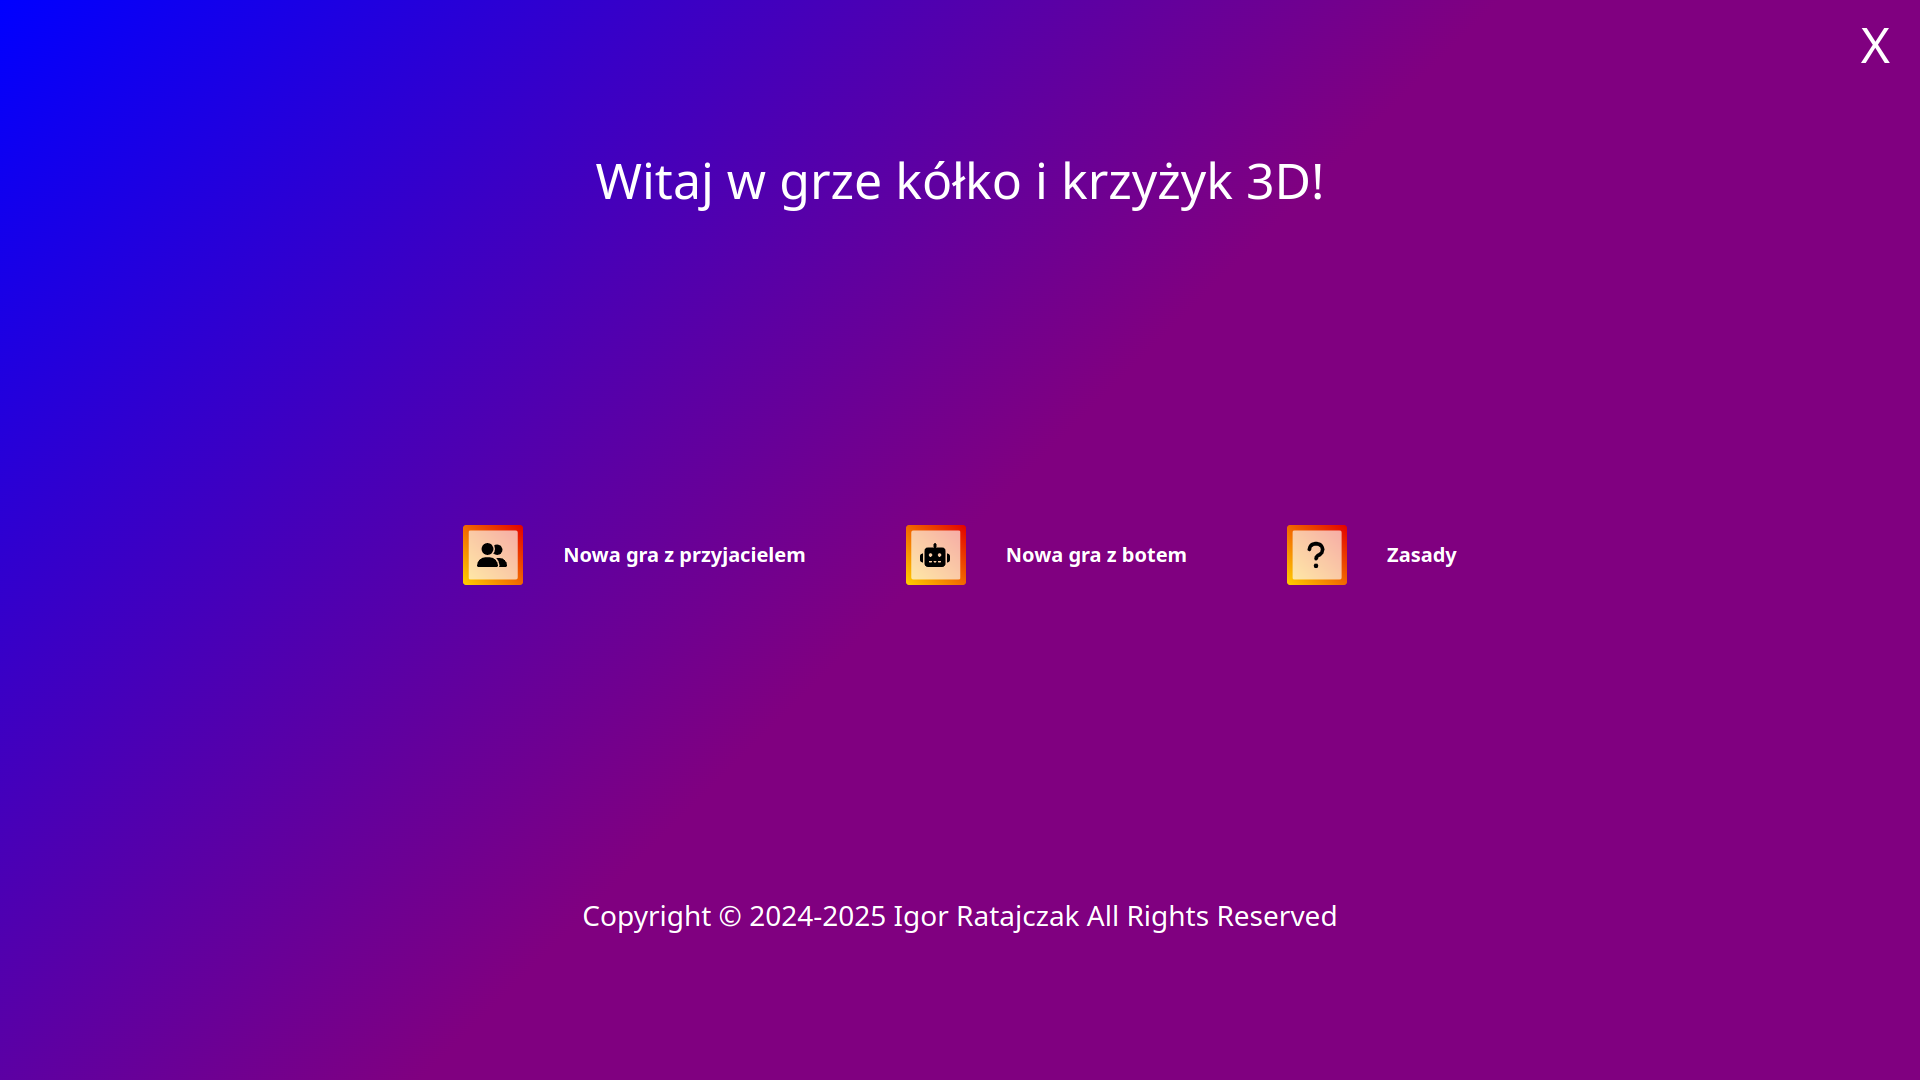 X
Witaj w grze kółko i krzyżyk 3D!
Nowa gra z przyjacielem
Nowa gra z botem
?
Zasady
Copyright © 2024-2025 Igor Ratajczak All Rights Reserved